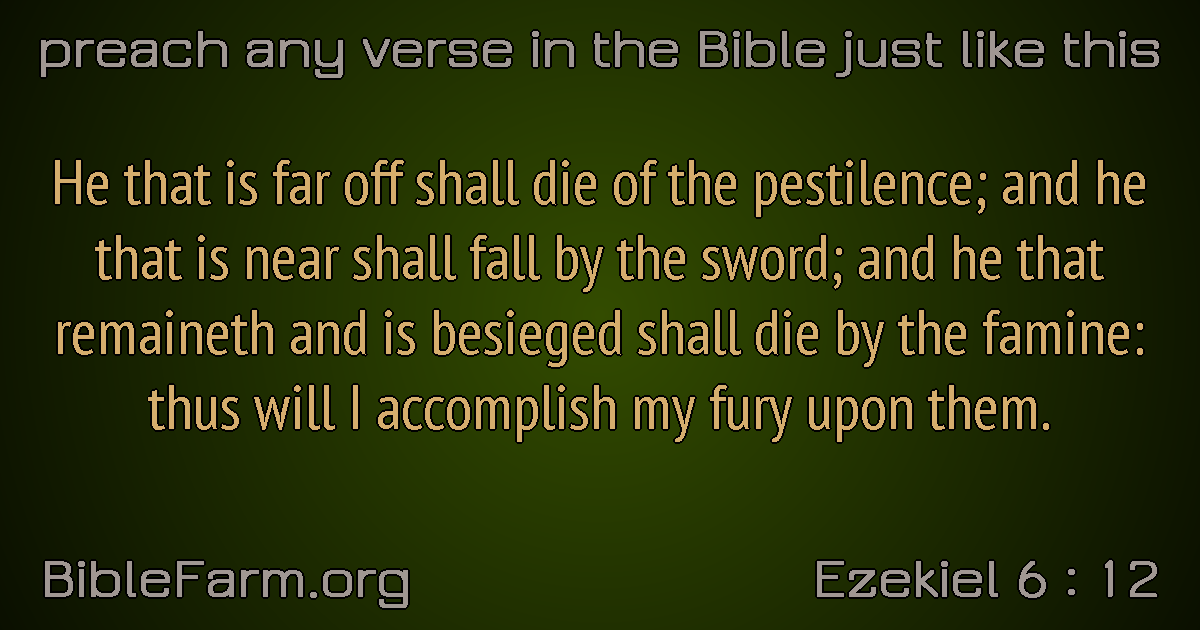 preach any verse in the Bible just like this
He that is far off shall die of the pestilence; and he
that is near shall fall by the sword; and he that
remaineth and is besieged shall die by the famine:
thus will I accomplish my fury upon them.
BibleFarm.org
Ezekiel 6 : 12